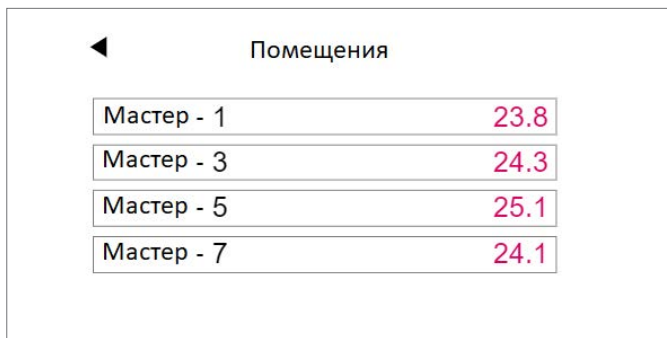 Помещения
Мастер - 1 23.8
Мастер - 3 24.3
Мастер - 5 25.1
Мастер - 7 24.1